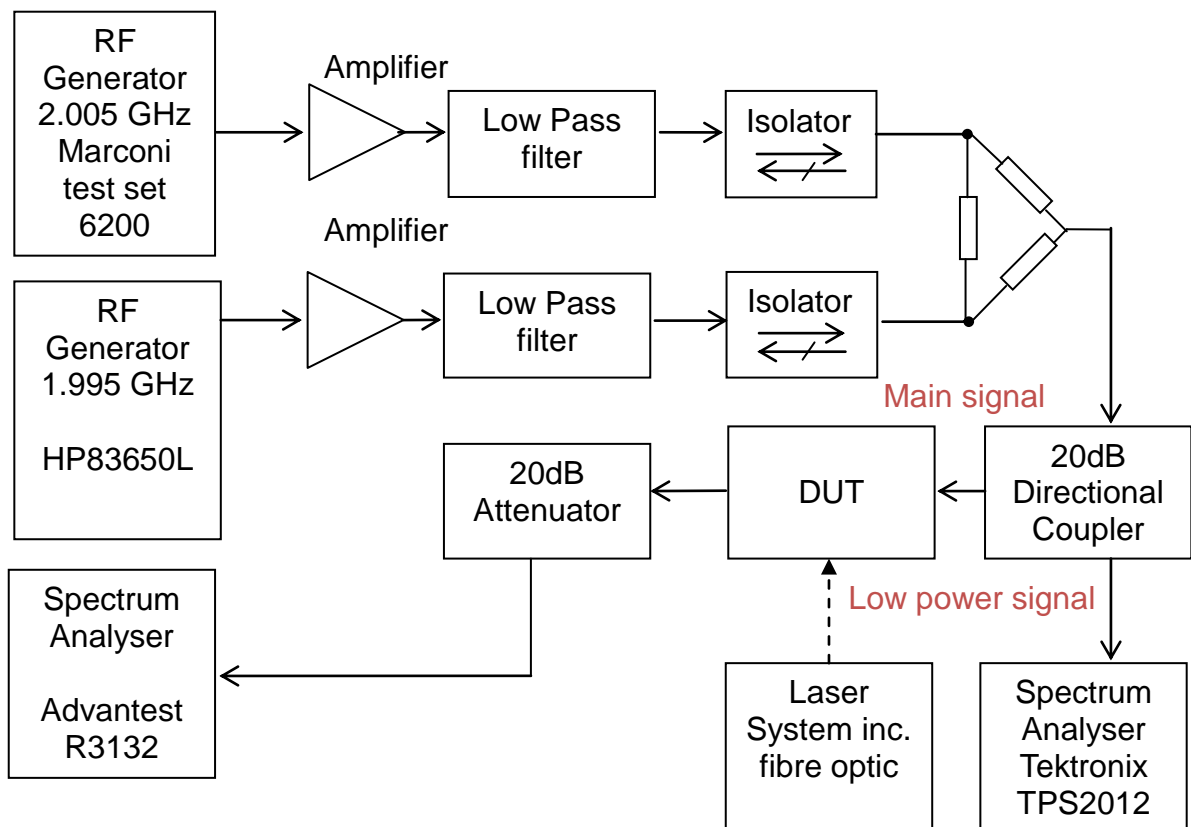 RF
Generator
2.005 GHz
Marconi
test set
6200
Amplifier
Low Pass
filter
Isolator
RF
Generator
1.995 GHz
HP83650L
Amplifier
Low Pass
filter
Isolator
Main signal
20dB
Attenuator
DUT
20dB
Directional
Coupler
Low power signal
Spectrum
Analyser
Advantest
R3132
Laser
System inc.
fibre optic
Spectrum
Analyser
Tektronix
TPS2012